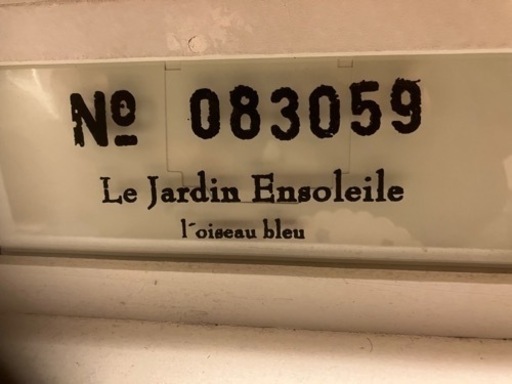 Nº 083059
Le Jardin Ensoleile
l´oiseau bleu